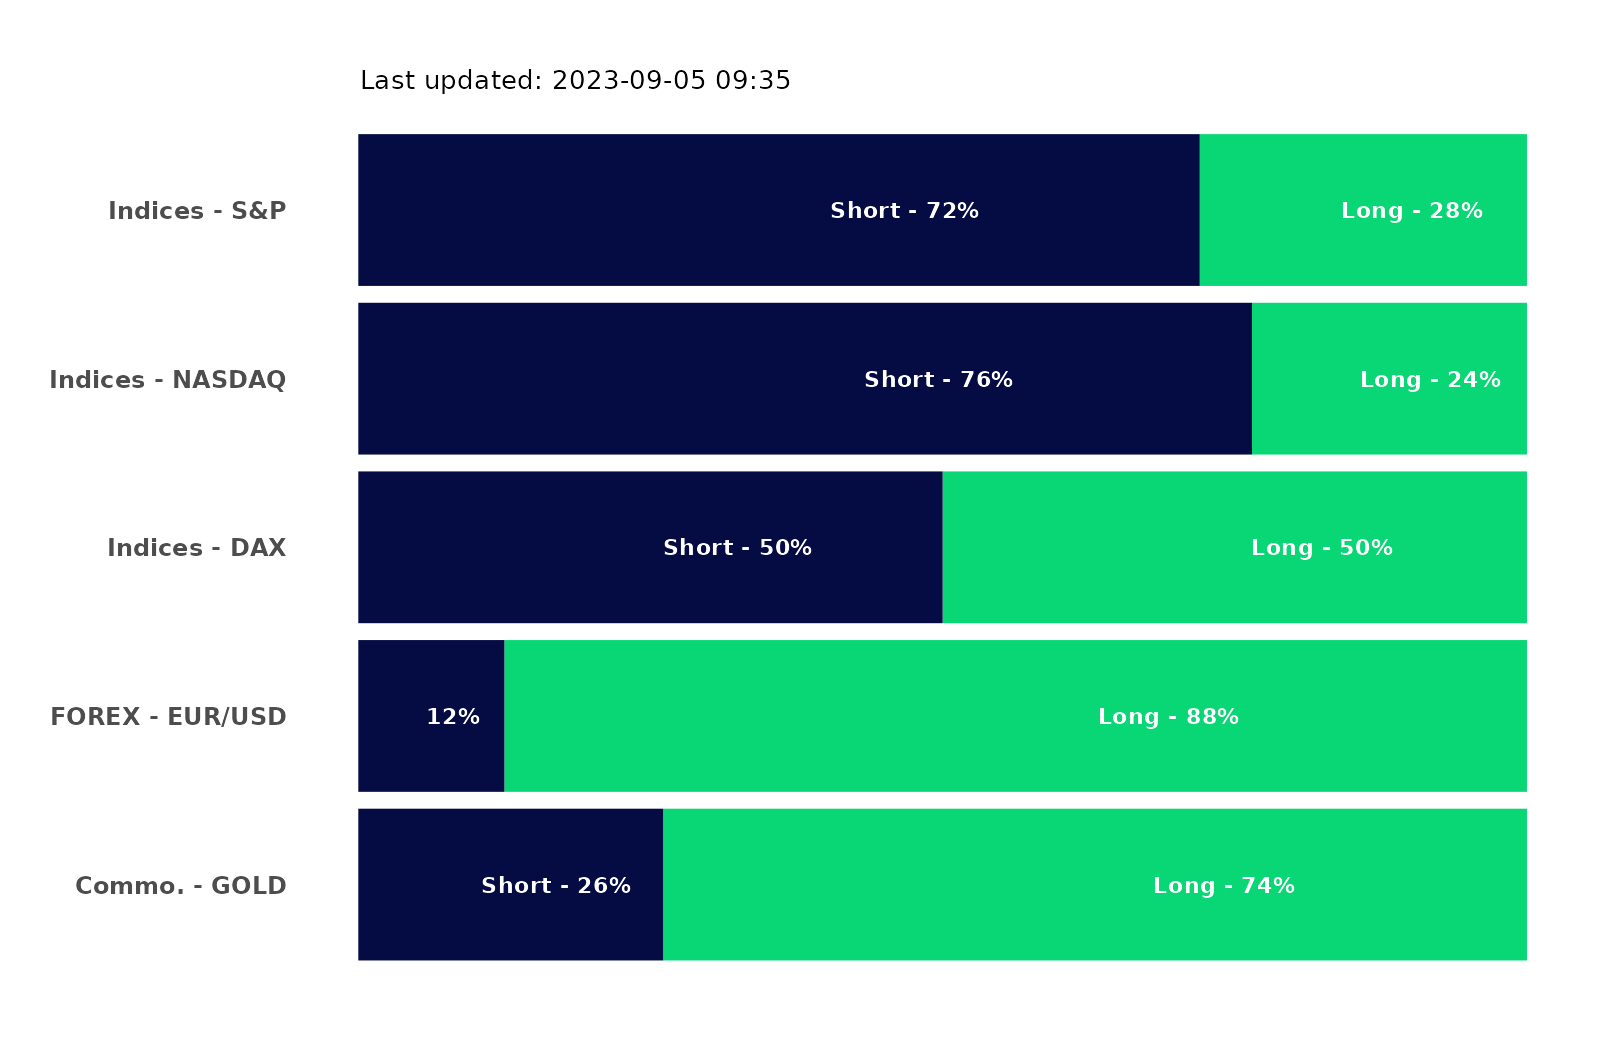 Last updated: 2023-09-05 09:35
Indices - S&P Short - 72% Long - 28%
Indices - NASDAQ Short - 76% Long - 24%
Indices - DAX Short - 50% Long - 50%
FOREX - EUR/USD 12% Long - 88%
Commo. - GOLD Short - 26% Long - 74%